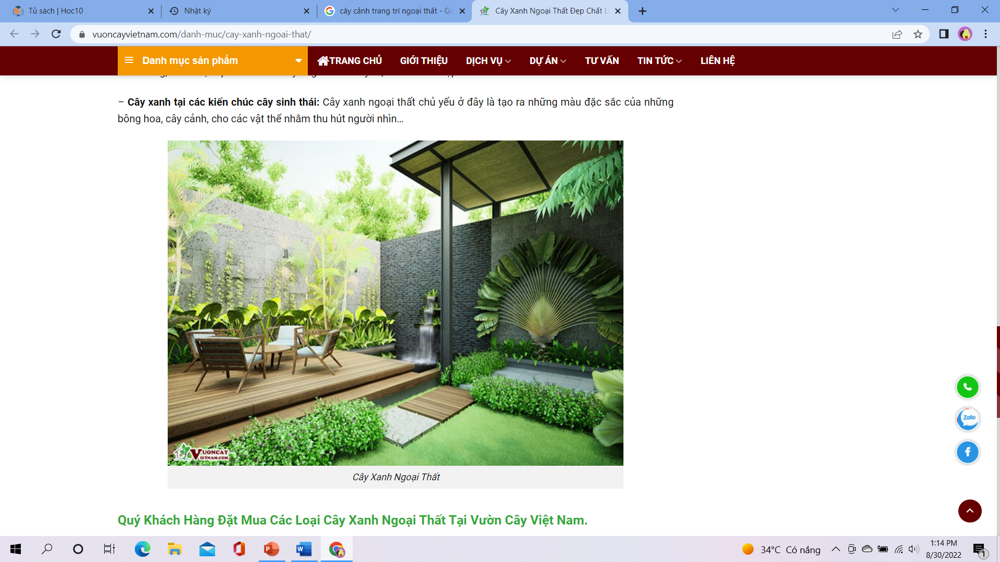 Tủ sách | Hoc10
Nhật ký
cây cảnh trang trí ngoại thất - Go
Cây Xanh Ngoại Thất Đẹp Chất L
vuoncayvietnam.com/danh-muc/cay-xanh-ngoai-that/
Danh mục sản phẩm
TRANG CHỦ GIỚI THIỆU DỊCH VỤ DỰ ÁN TƯ VẤN TIN TỨC LIÊN HỆ
– Cây xanh tại các kiến chúc cây sinh thái: Cây xanh ngoại thất chủ yếu ở đây là tạo ra những màu đặc sắc của những
bông hoa, cây cảnh, cho các vật thể nhằm thu hút người nhìn…
VUONCAY
VIETNAM.COM
Zalo
Cây Xanh Ngoại Thất
Quý Khách Hàng Đặt Mua Các Loại Cây Xanh Ngoại Thất Tại Vườn Cây Việt Nam.
34°C Có nắng
1:14 PM
8/30/2022
1